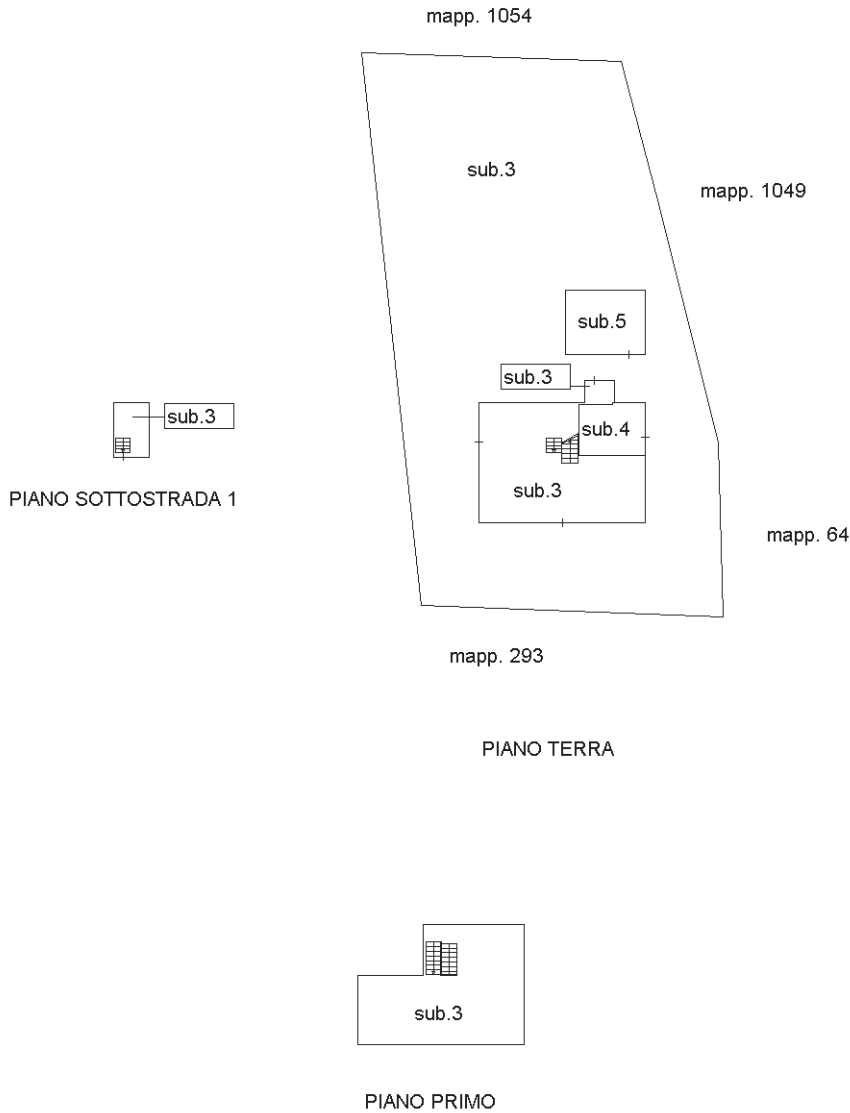 mapp. 1054
sub.3
mapp. 1049
sub.5
sub.3
sub.3
sub.4
PIANO SOTTOSTRADA 1
sub.3
mapp. 64
mapp. 293
PIANO TERRA
sub.3
PIANO PRIMO